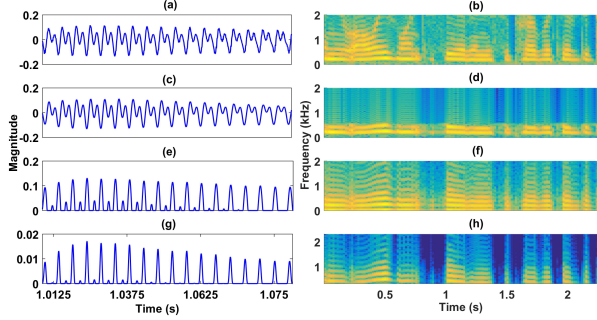 (a)
0.2
0
-0.2
(b)
2
1
0
(c)
0.2
0
-0.2
(d)
2
1
0
(e)
0.2
0.1
0
(f)
2
1
0
(g)
0.02
0.01
0
1.0125 1.0375 1.0625 1.075
Time (s)
(h)
2
1
0.5 1 1.5 2
Time (s)
Magnitude
Frequency (kHz)